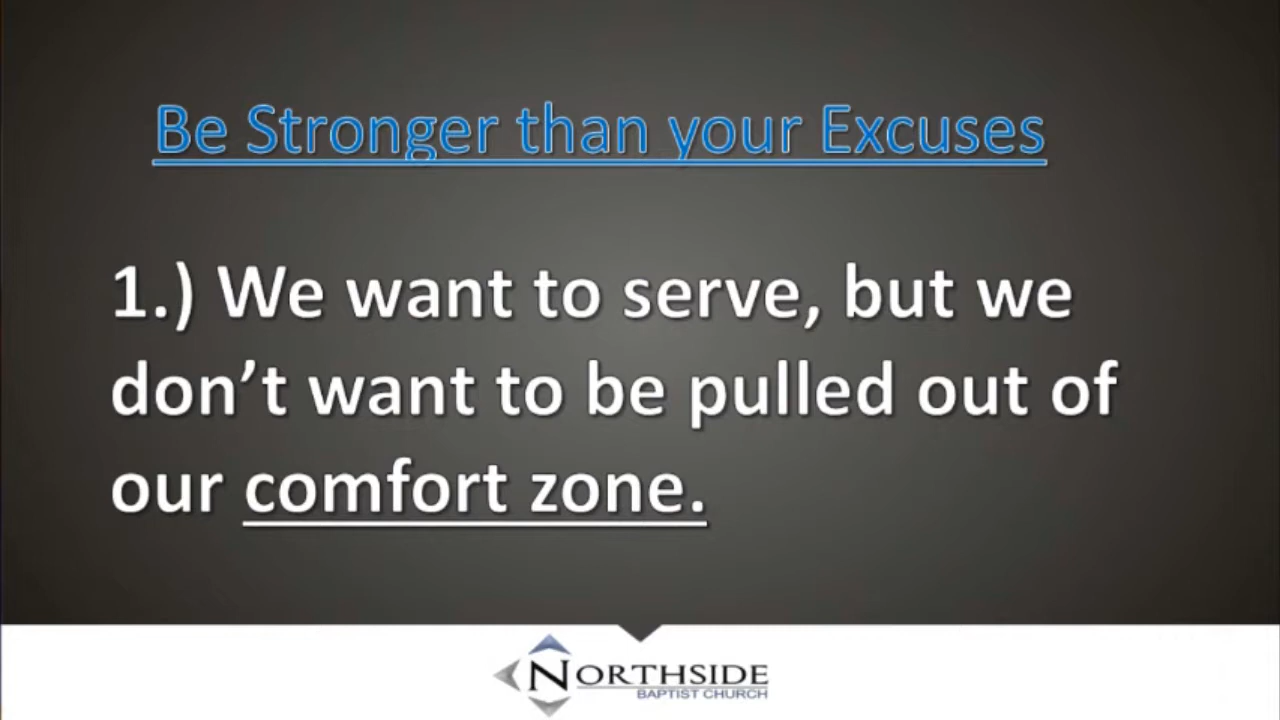 Be Stronger than your Excuses
1.) We want to serve, but we
don’t want to be pulled out of
our comfort zone.
NORTHSIDE
BAPTIST CHURCH